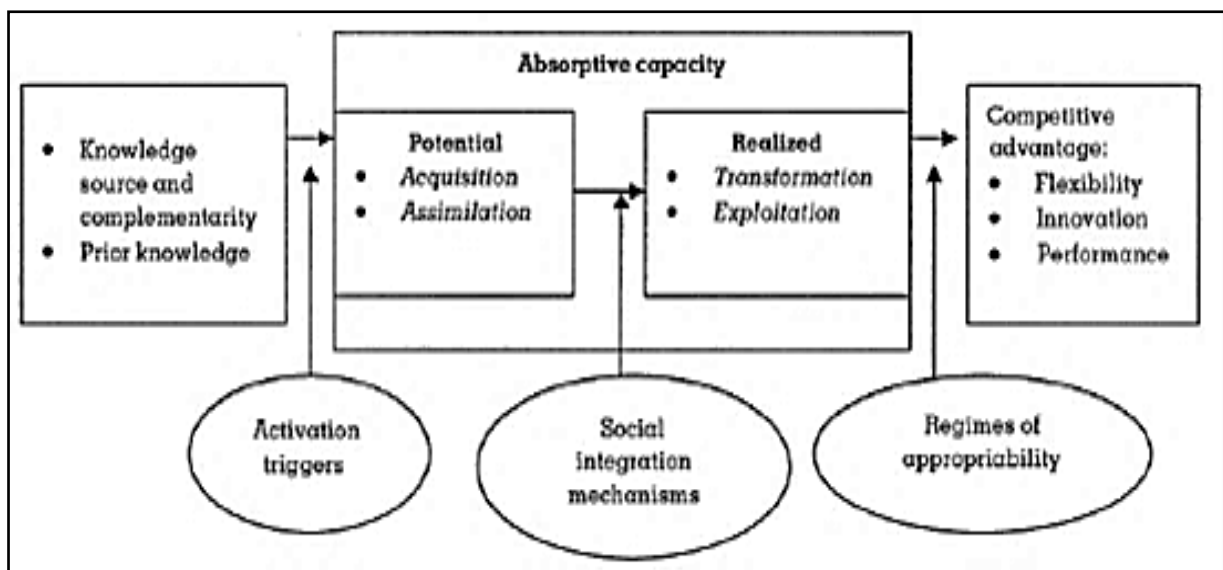 Absorptive capacity
• Knowledge
source and
complementarity
• Prior knowledge
Potential
• Acquisition
• Assimilation
Realized
• Transformation
• Exploitation
Competitive
advantage:
• Flexibility
• Innovation
• Performance
Activation
triggers
Social
integration
mechanisms
Regimes of
appropriability